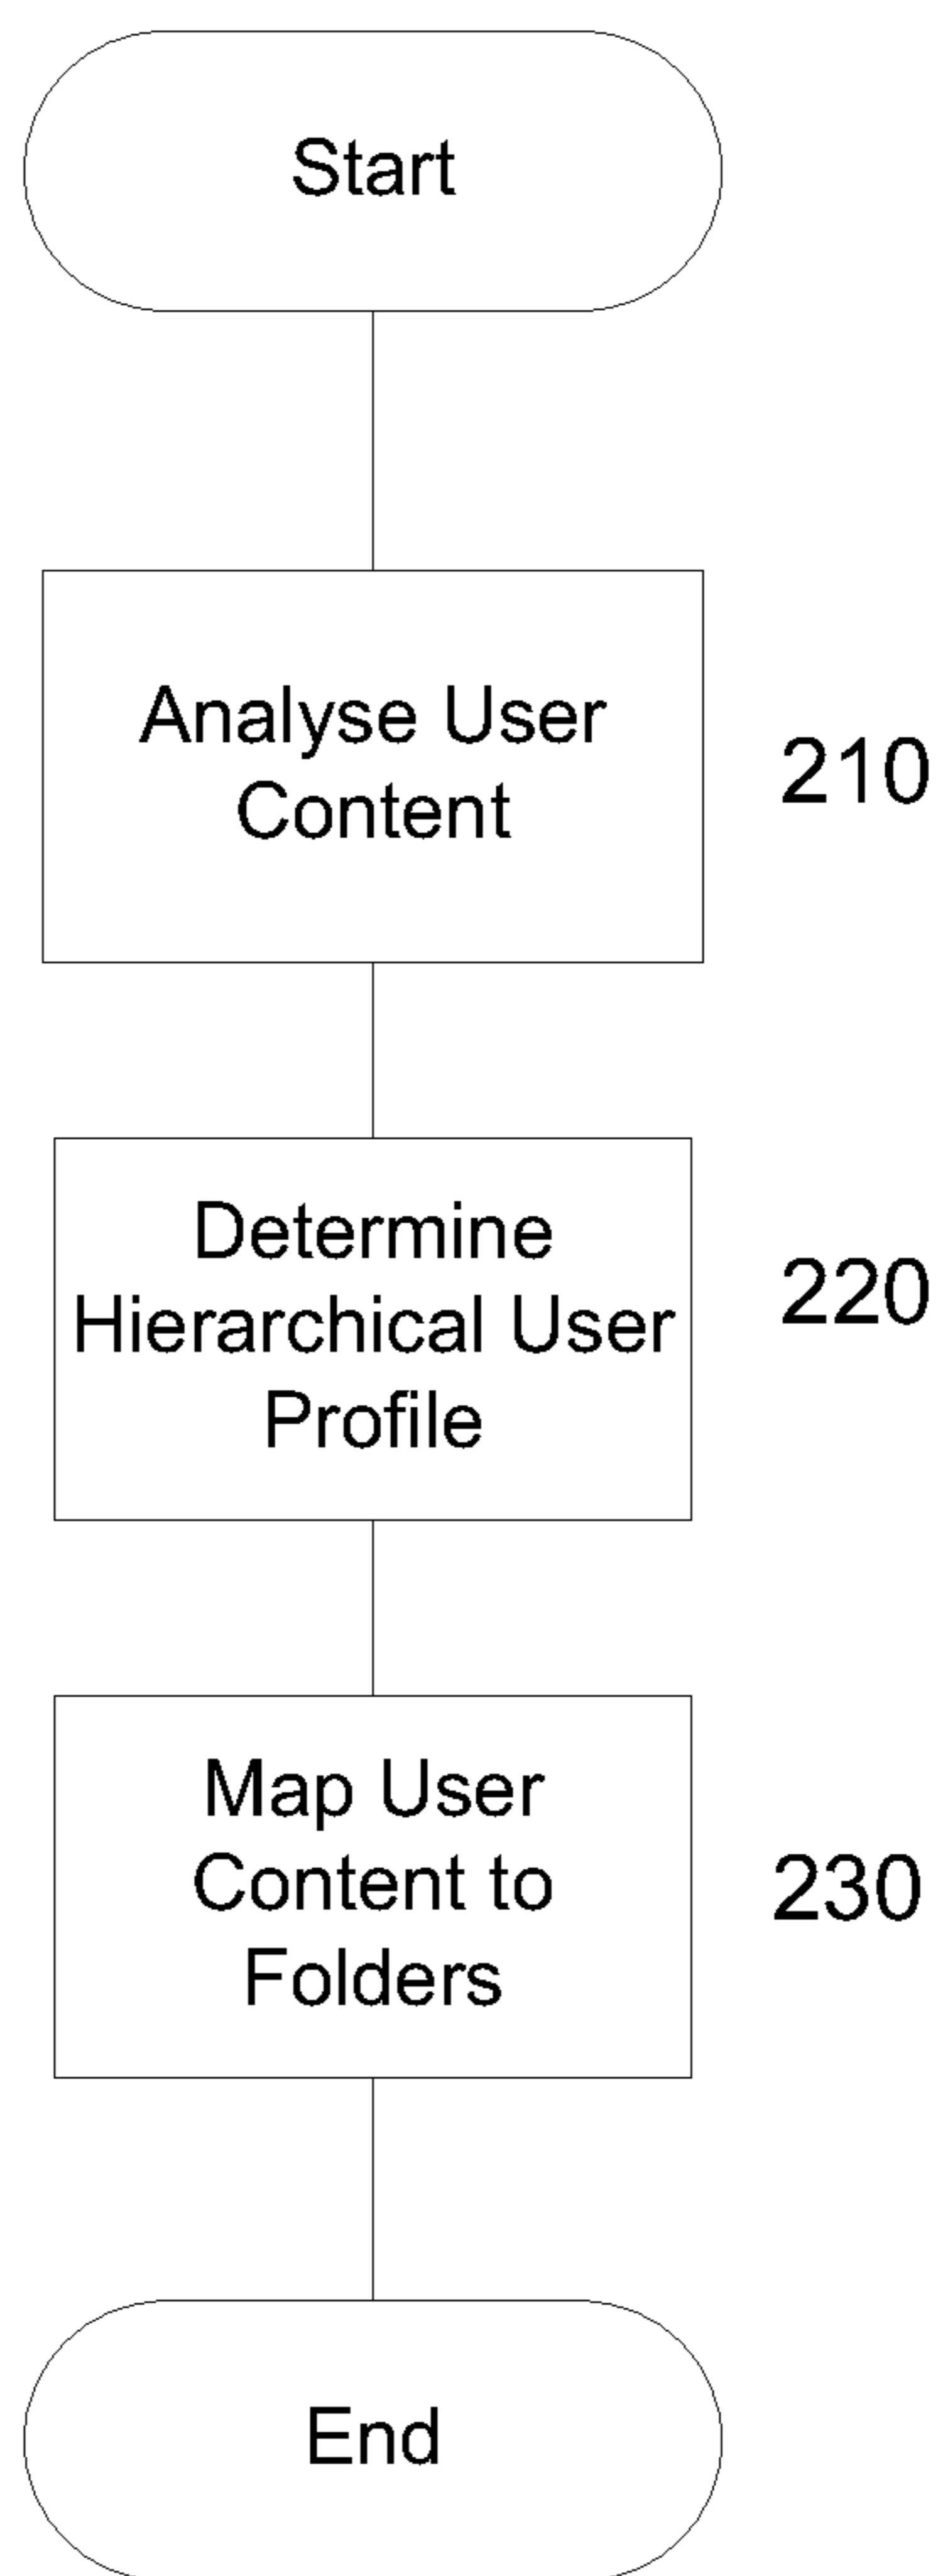 Start
Analyse User
Content
210
Determine
Hierarchical User
Profile
220
Map User
Content to
Folders
230
End